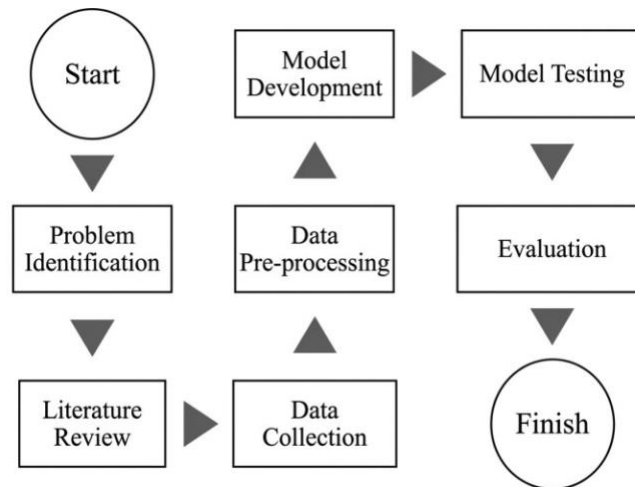 Start
Problem
Identification
Literature
Review
Data
Collection
Data
Pre-processing
Model
Development
Model Testing
Evaluation
Finish